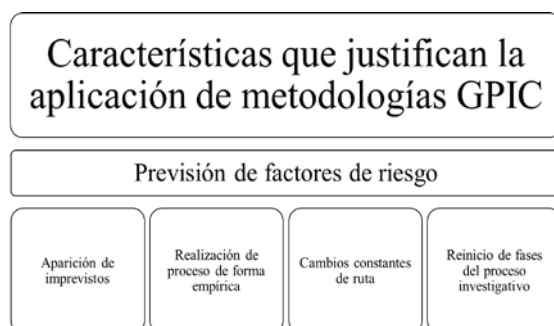 Características que justifican la
aplicación de metodologías GPIC
Previsión de factores de riesgo
Aparición de
imprevistos
Realización de
proceso de forma
empírica
Cambios constantes
de ruta
Reinicio de fases
del proceso
investigativo